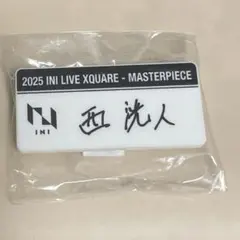 2025 INI LIVE XQUARE - MASTERPIECE
INI
西 洸人